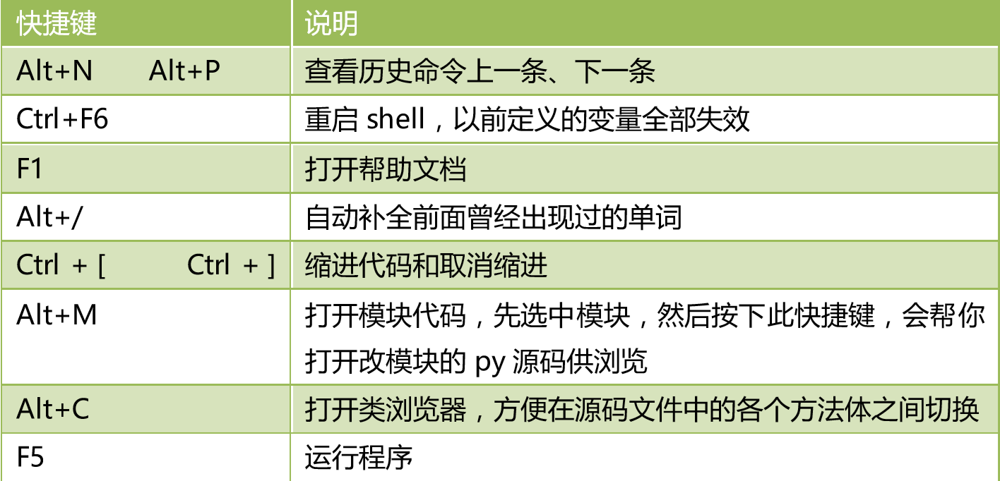 快捷键 说明
Alt+N Alt+P 查看历史命令上一条、下一条
Ctrl+F6 重启 shell，以前定义的变量全部失效
F1 打开帮助文档
Alt+/ 自动补全前面曾经出现过的单词
Ctrl + [ Ctrl + ] 缩进代码和取消缩进
Alt+M 打开模块代码，先选中模块，然后按下此快捷键，会帮你
打开改模块的 py 源码供浏览
Alt+C 打开类浏览器，方便在源码文件中的各个方法体之间切换
F5 运行程序